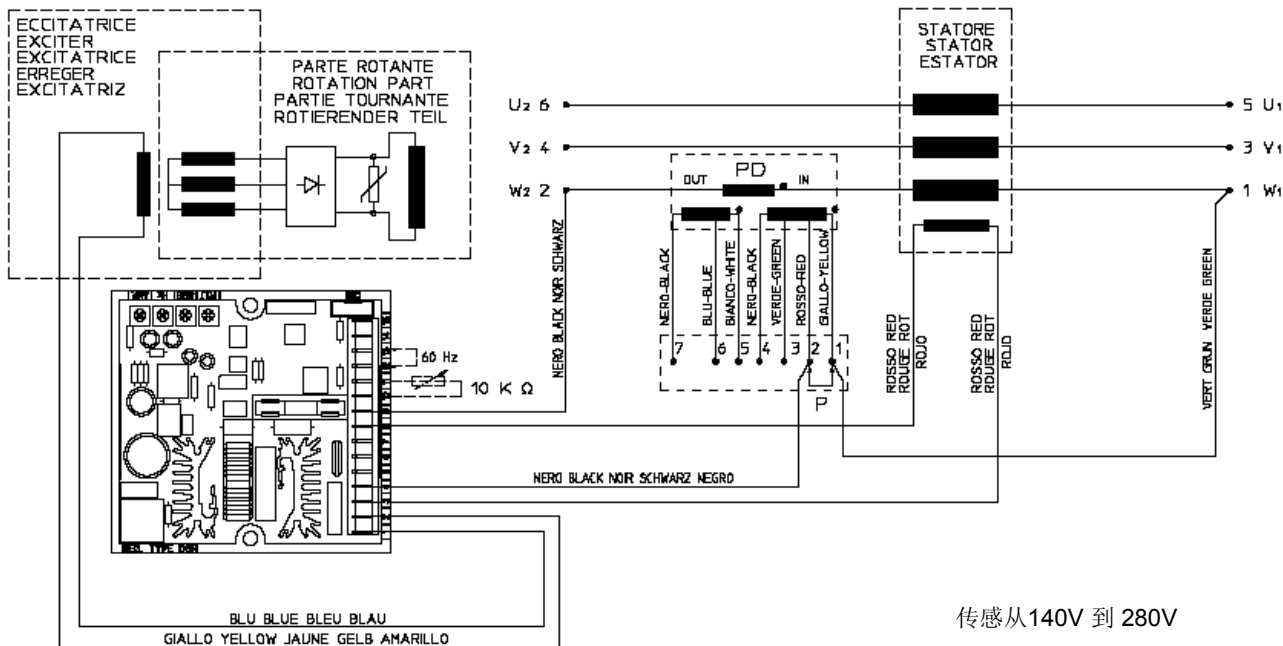 ECCITATRICE
EXCITER
EXCITATRICE
ERREGER
EXCITATRIZ
PARTE ROTANTE
ROTATION PART
PARTIE TOURNANTE
ROTIERENDER TEIL
STATORE
STATOR
ESTATOR
U2 6
5 U1
V2 4
3 V1
W2 2
1 W1
PD
OUT
IN
NERO-BLACK
BLU-BLUE
BIANCO-WHITE
NERO-BLACK
VERDE-GREEN
ROSSO-RED
GIALLO-YELLOW
7 6 5 4 3 2 1
P
NERO BLACK NOIR SCHWARZ
ROSSO RED
ROUGE ROT
ROJO
ROSSO RED
ROUGE ROT
ROJO
VERT GRUN VERDE GREEN
60 Hz
10 K Ω
NERO BLACK NOIR SCHWARZ NEGRO
BLU BLUE BLEU BLAU
GIALLO YELLOW JAUNE GELB AMARILLO
传感从140V 到 280V